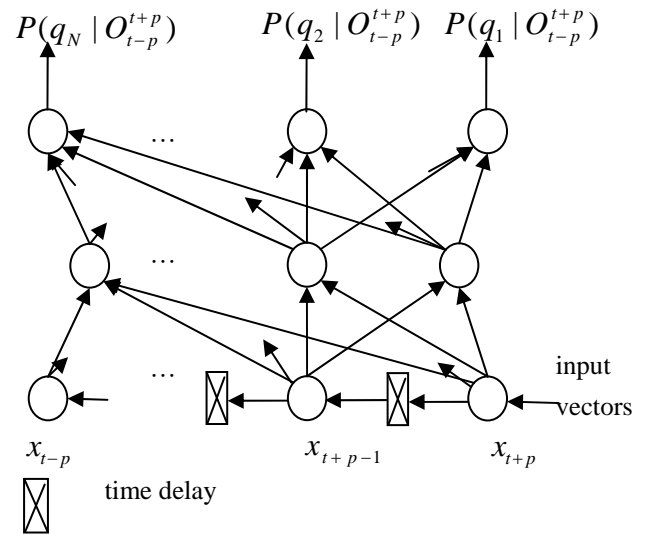 P(q_N | O_{t-p}^{t+p}) P(q_2 | O_{t-p}^{t+p}) P(q_1 | O_{t-p}^{t+p})
...
...
...
input
vectors
x_{t-p} x_{t+p-1} x_{t+p}
time delay